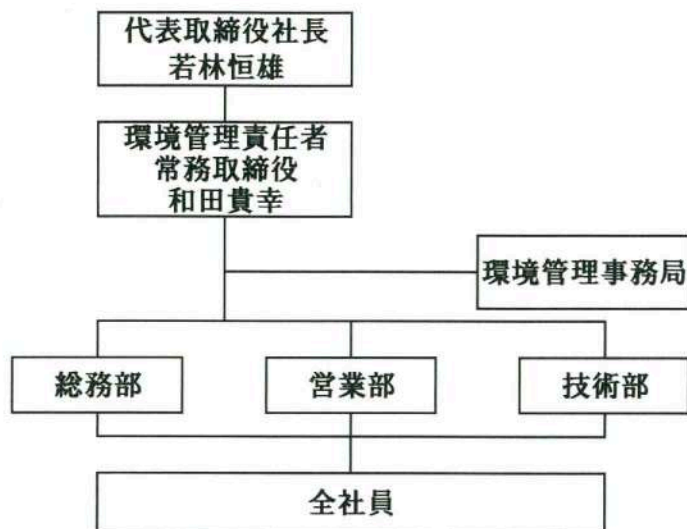 代表取締役社長
若林恒雄
環境管理責任者
常務取締役
和田貴幸
環境管理事務局
総務部
営業部
技術部
全社員